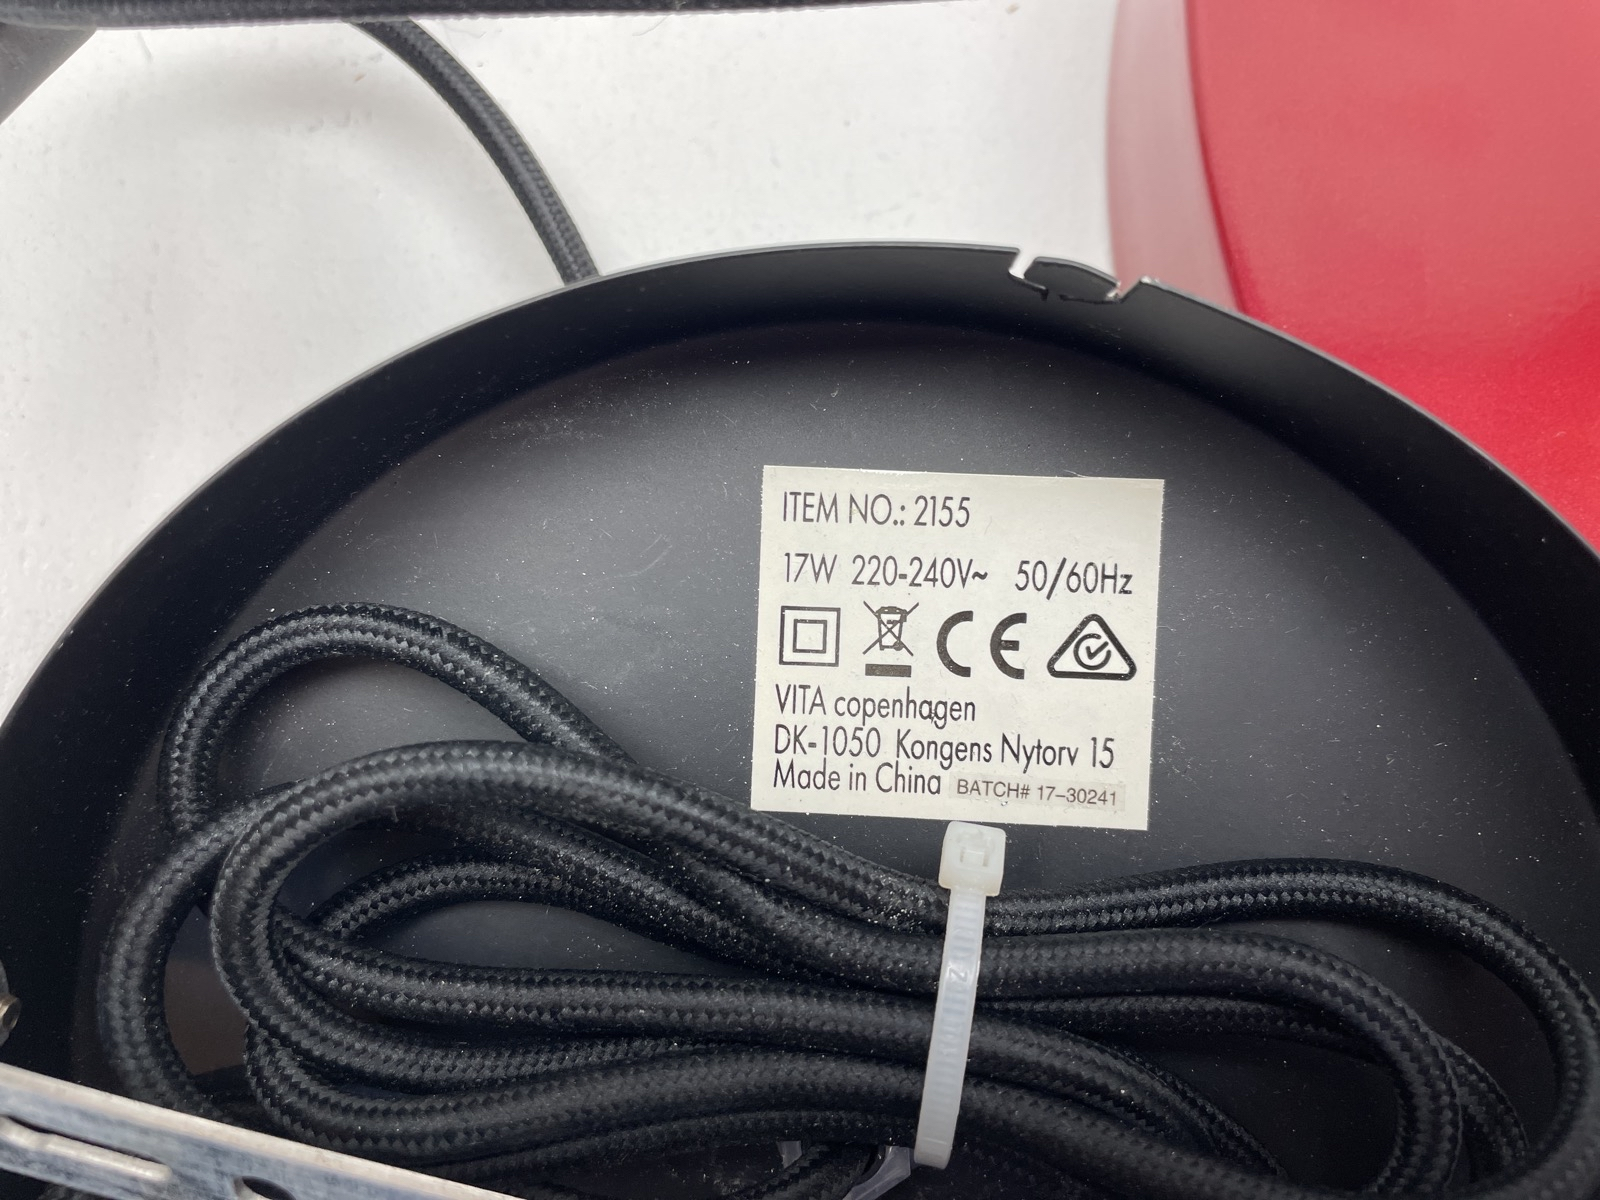 ITEM NO.: 2155
17W 220-240V~ 50/60Hz
CE
VITA copenhagen
DK-1050 Kongens Nytorv 15
Made in China BATCH# 17-30241